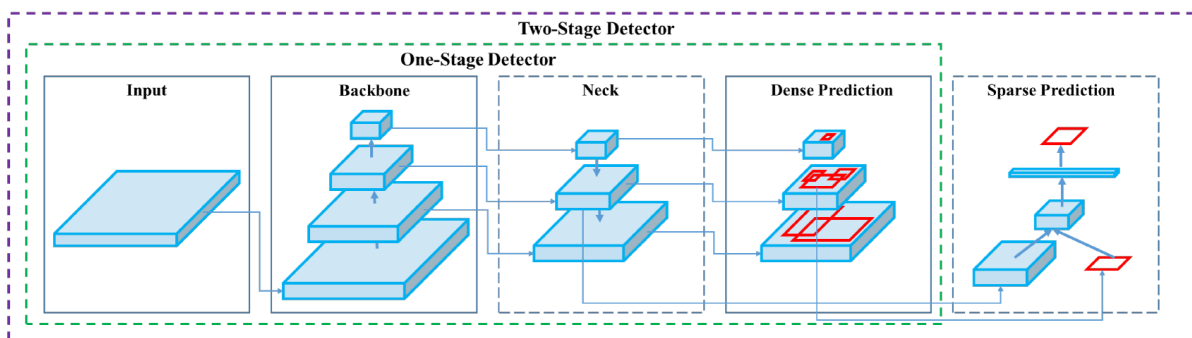 Two-Stage Detector
One-Stage Detector
Input
Backbone
Neck
Dense Prediction
Sparse Prediction